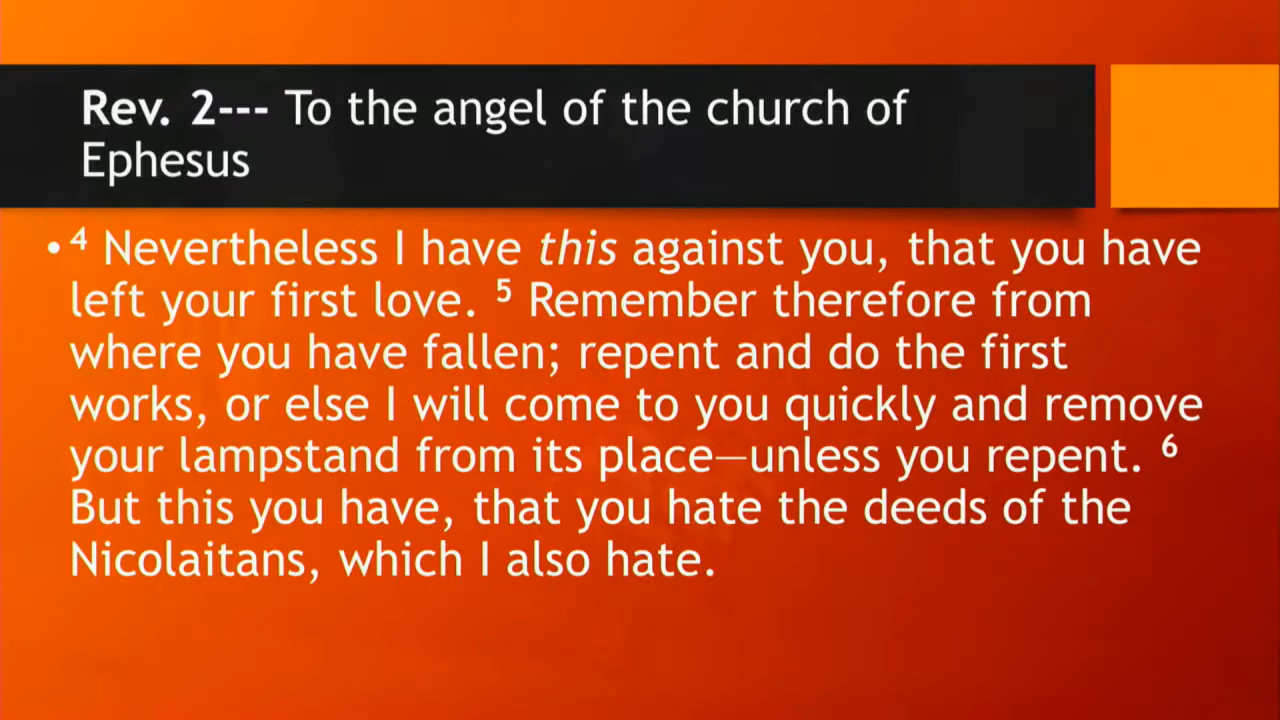 Rev. 2--- To the angel of the church of
Ephesus
• ⁴ Nevertheless I have this against you, that you have
left your first love. ⁵ Remember therefore from
where you have fallen; repent and do the first
works, or else I will come to you quickly and remove
your lampstand from its place—unless you repent. ⁶
But this you have, that you hate the deeds of the
Nicolaitans, which I also hate.